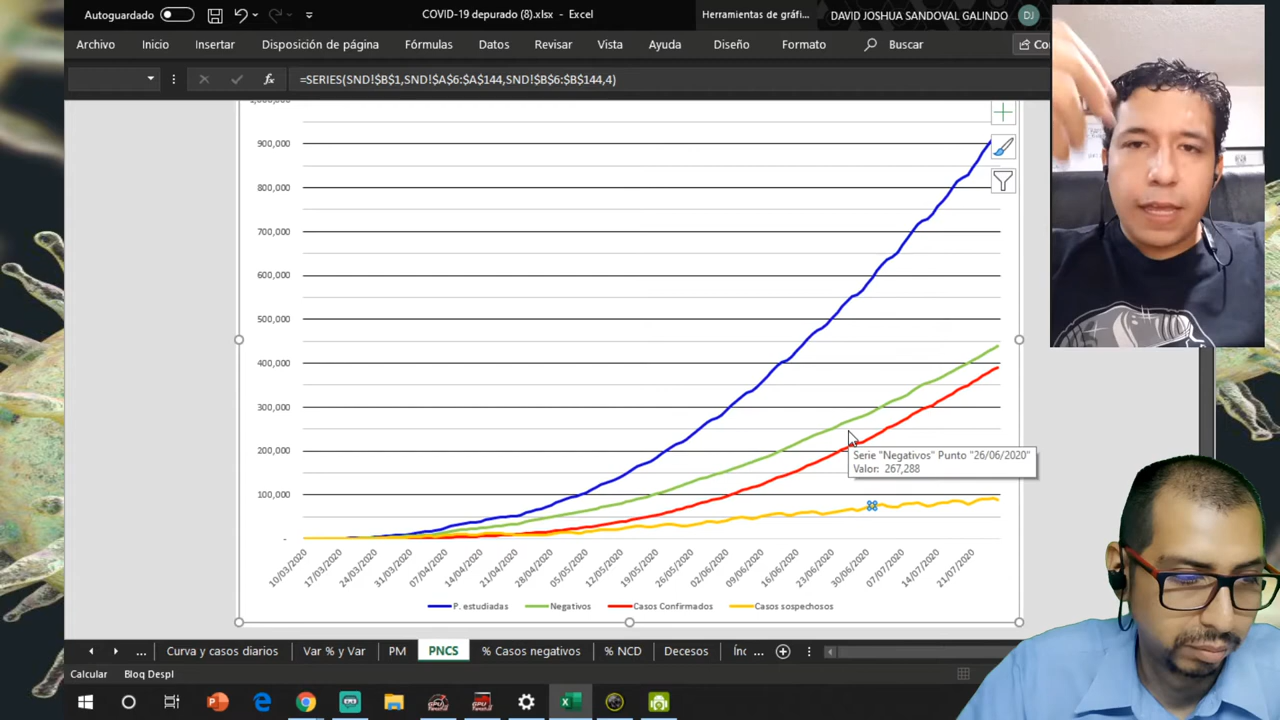 Autoguardado
COVID-19 depurado (8).xlsx - Excel
Herramientas de gráfi...
DAVID JOSHUA SANDOVAL GALINDO
DJ
Archivo Inicio Insertar Disposición de página Fórmulas Datos Revisar Vista Ayuda Diseño Formato Buscar
=SERIES(SND!$B$1,SND!$A$6:$A$144,SND!$B$6:$B$144,4)
900,000
800,000
700,000
600,000
500,000
400,000
300,000
200,000
100,000
-
Serie "Negativos" Punto "26/06/2020"
Valor: 267,288
10/03/2020 17/03/2020 24/03/2020 31/03/2020 07/04/2020 14/04/2020 21/04/2020 28/04/2020 05/05/2020 12/05/2020 19/05/2020 26/05/2020 02/06/2020 09/06/2020 16/06/2020 23/06/2020 30/06/2020 07/07/2020 14/07/2020 21/07/2020
P. estudiadas Negativos Casos Confirmados Casos sospechosos
... Curva y casos diarios Var % y Var PM PNCS % Casos negativos % NCD Decesos Ínc ...
Calcular Bloq Despl